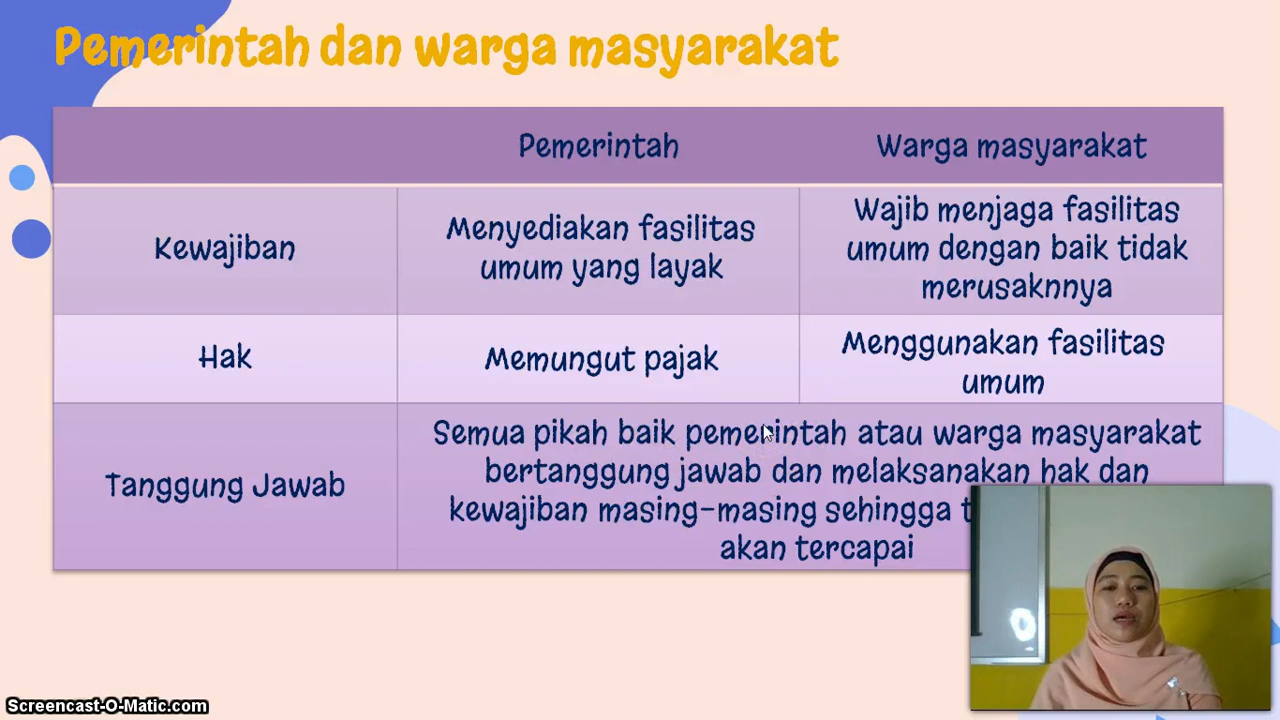 Pemerintah dan warga masyarakat
Pemerintah
Warga masyarakat
Kewajiban
Menyediakan fasilitas
umum yang layak
Wajib menjaga fasilitas
umum dengan baik tidak
merusaknnya
Hak
Memungut pajak
Menggunakan fasilitas
umum
Tanggung Jawab
Semua pikah baik pemerintah atau warga masyarakat
bertanggung jawab dan melaksanakan hak dan
kewajiban masing-masing sehingga
akan tercapai
Screencast-O-Matic.com